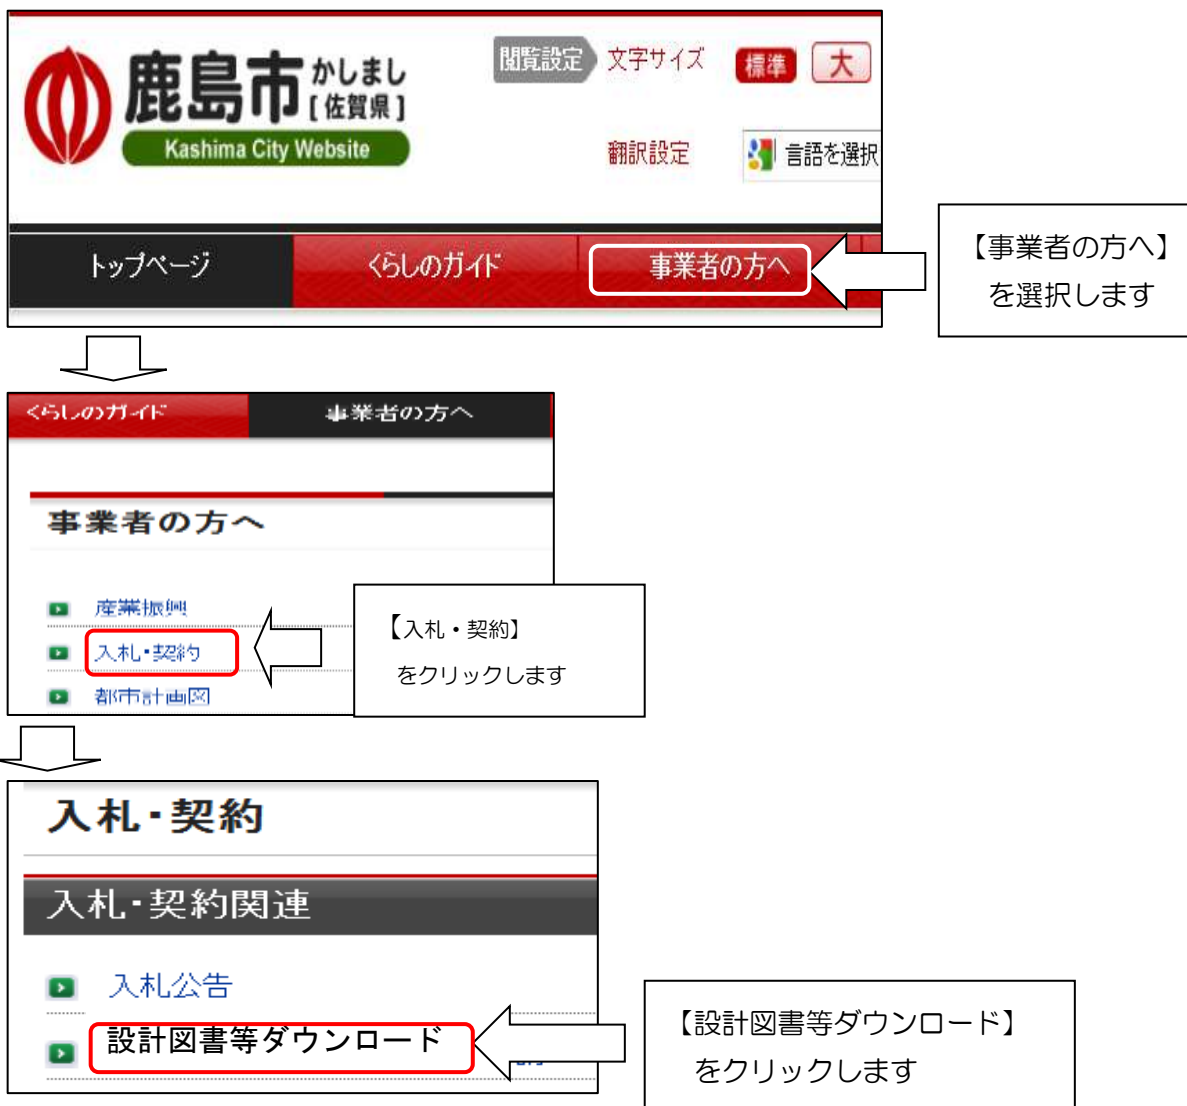 鹿島市
かしまし
[佐賀県]
Kashima City Website
閲覧設定 文字サイズ 標準 大
翻訳設定 言語を選択
トップページ くらしのガイド 事業者の方へ
【事業者の方へ】
を選択します
くらしのガイド 事業者の方へ
事業者の方へ
産業振興
入札・契約
都市計画図
【入札・契約】
をクリックします
入札・契約
入札・契約関連
入札公告
設計図書等ダウンロード
【設計図書等ダウンロード】
をクリックします